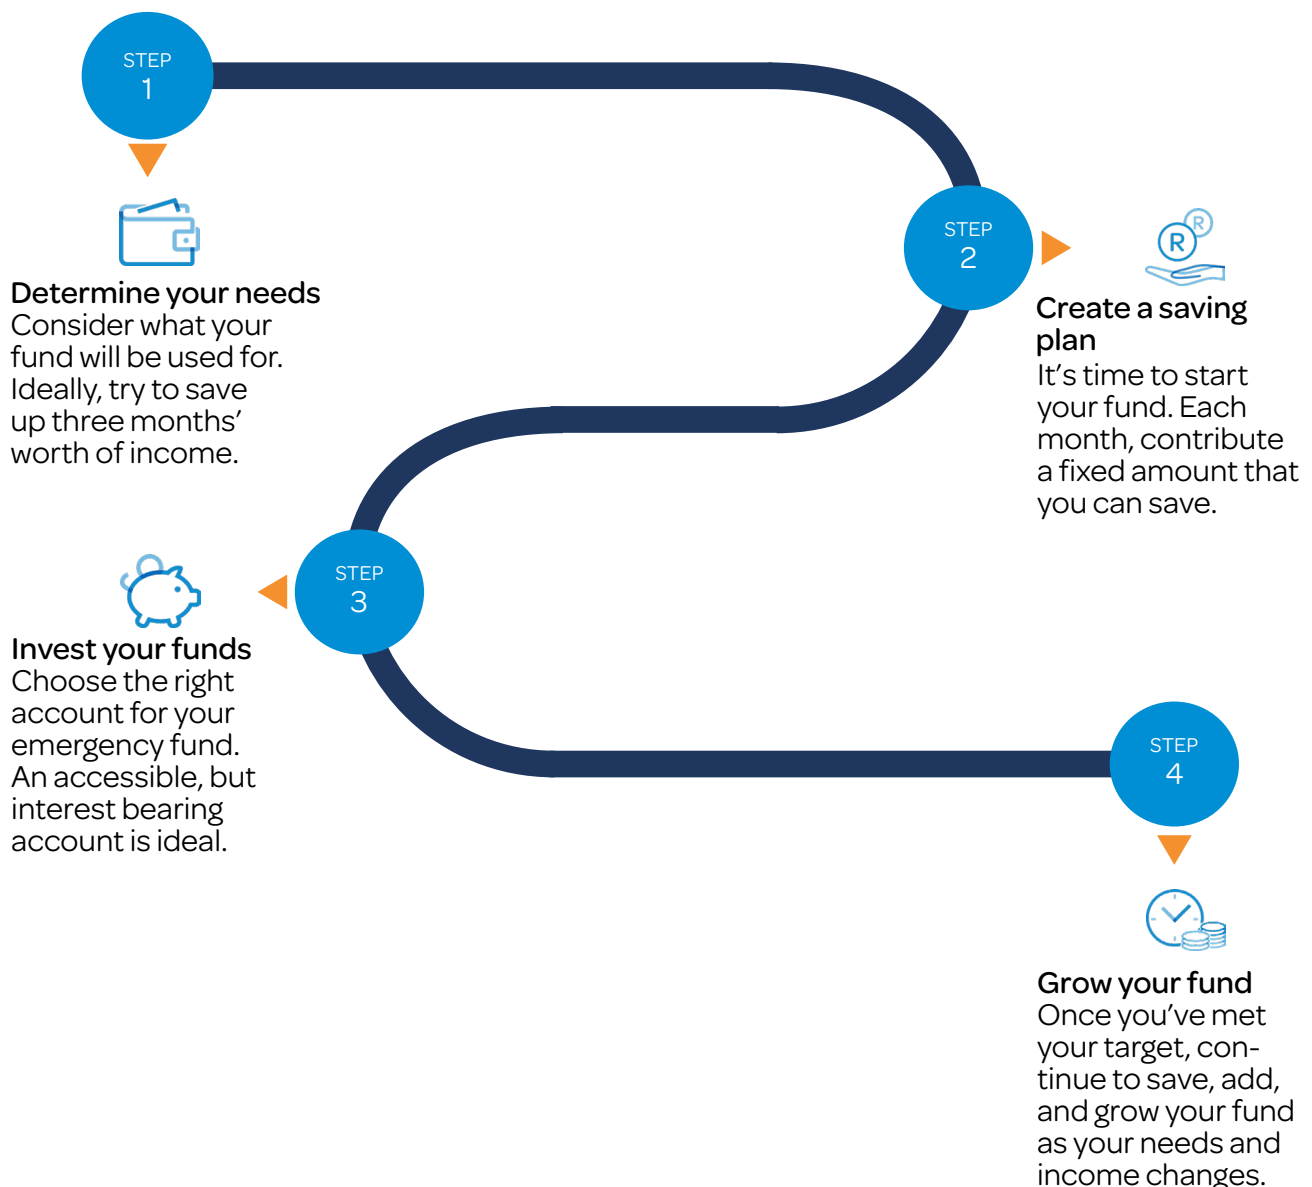 STEP
1
Determine your needs
Consider what your
fund will be used for.
Ideally, try to save
up three months'
worth of income.
STEP
2
R
R
Create a saving
plan
It's time to start
your fund. Each
month, contribute
a fixed amount that
you can save.
STEP
3
Invest your funds
Choose the right
account for your
emergency fund.
An accessible, but
interest bearing
account is ideal.
STEP
4
Grow your fund
Once you've met
your target, con-
tinue to save, add,
and grow your fund
as your needs and
income changes.